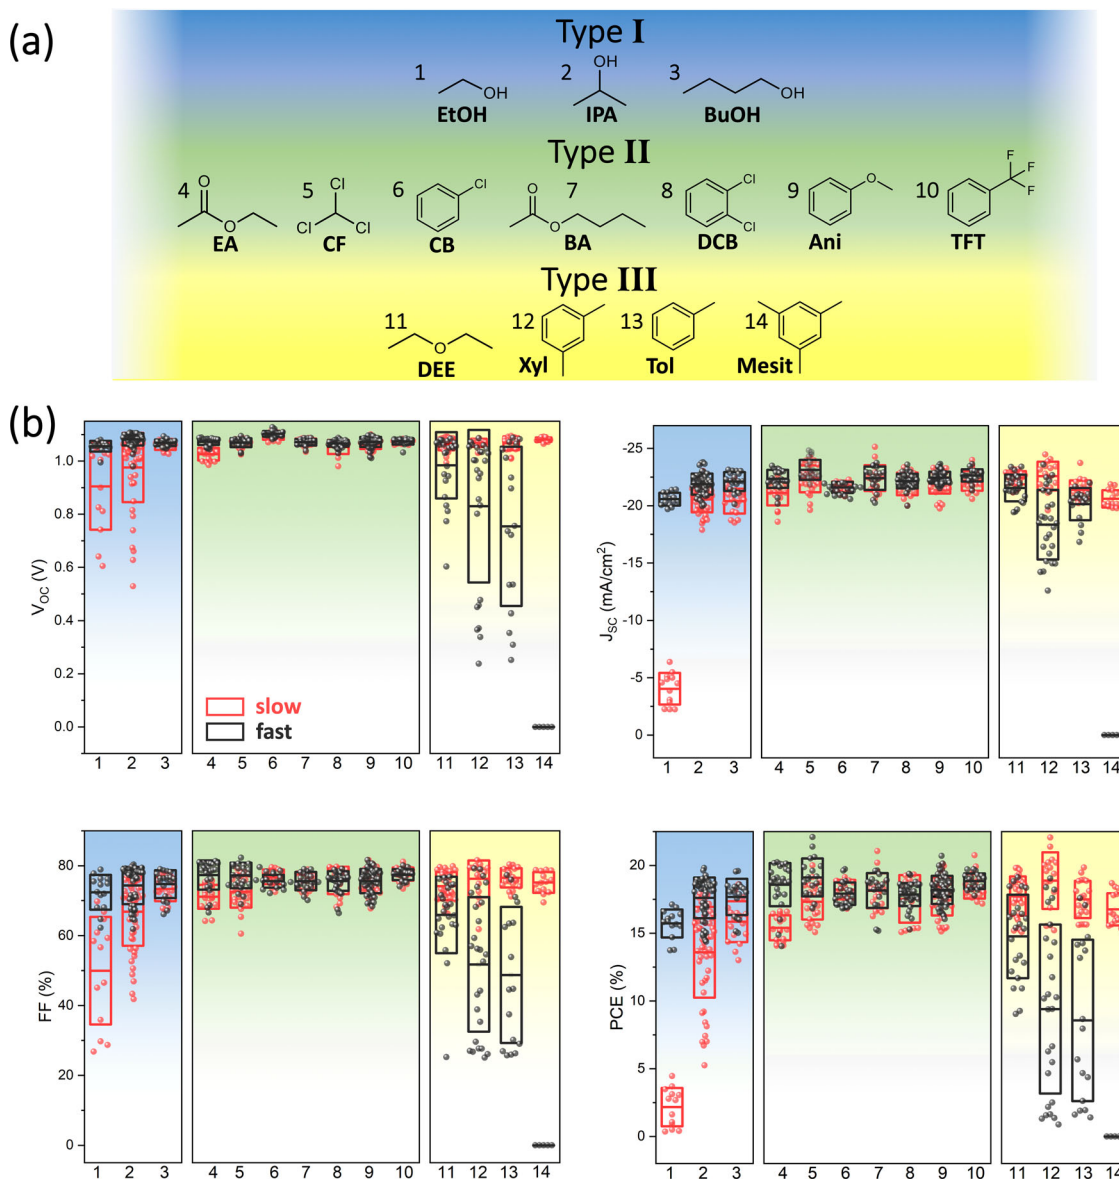 (a)
Type I
1 OH EtOH
2 OH IPA
3 OH BuOH
Type II
4 O O EA
5 Cl Cl Cl CF
6 Cl CB
7 O O BA
8 Cl Cl DCB
9 O Ani
10 F F F TFT
Type III
11 O DEE
12 Xyl
13 Tol
14 Mesit
(b)
VOC (V)
1.0
0.8
0.6
0.4
0.2
0.0
slow
fast
1 2 3 4 5 6 7 8 9 10 11 12 13 14
JSC (mA/cm²)
-25
-20
-15
-10
-5
0
1 2 3 4 5 6 7 8 9 10 11 12 13 14
FF (%)
80
60
40
20
0
1 2 3 4 5 6 7 8 9 10 11 12 13 14
PCE (%)
20
15
10
5
0
1 2 3 4 5 6 7 8 9 10 11 12 13 14